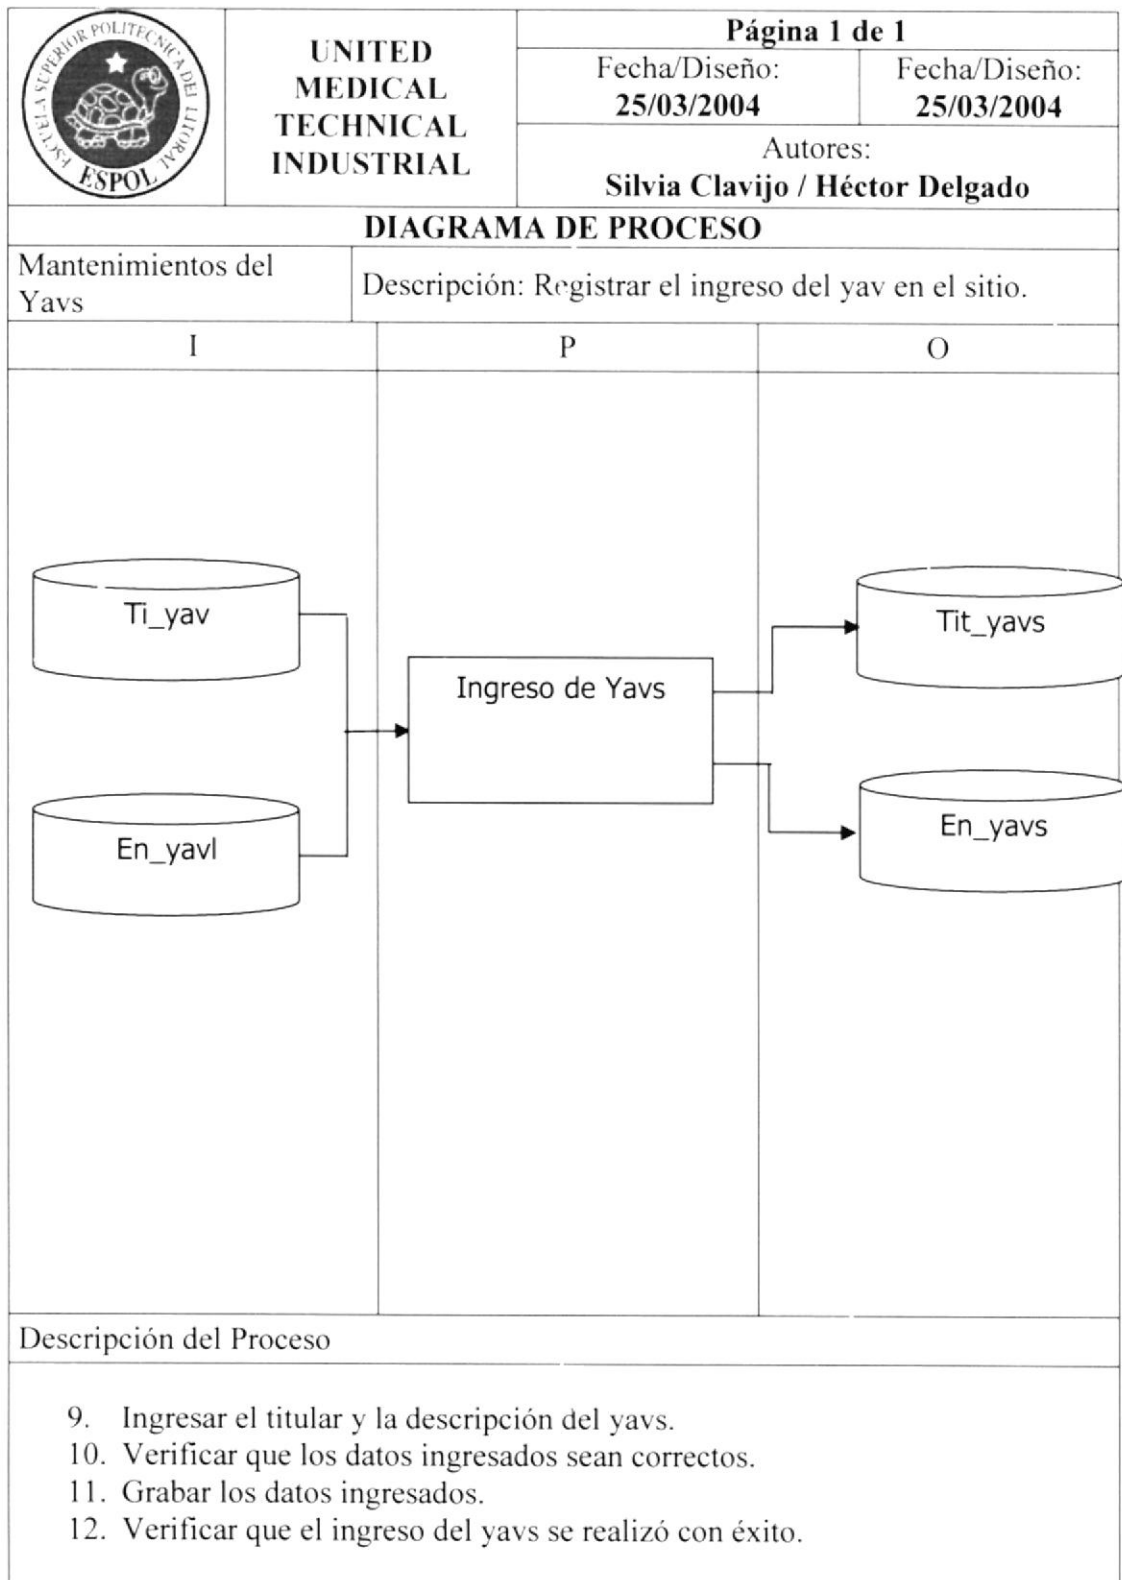 ESCUELA SUPERIOR POLITECNICA DEL LITORAL
ESPOL
UNITED
MEDICAL
TECHNICAL
INDUSTRIAL
Página 1 de 1
Fecha/Diseño:
25/03/2004
Fecha/Diseño:
25/03/2004
Autores:
Silvia Clavijo / Héctor Delgado
DIAGRAMA DE PROCESO
Mantenimientos del
Yavs
Descripción: Registrar el ingreso del yav en el sitio.
I
P
O
Ti_yav
En_yavl
Ingreso de Yavs
Tit_yavs
En_yavs
Descripción del Proceso
9. Ingresar el titular y la descripción del yavs.
10. Verificar que los datos ingresados sean correctos.
11. Grabar los datos ingresados.
12. Verificar que el ingreso del yavs se realizó con éxito.